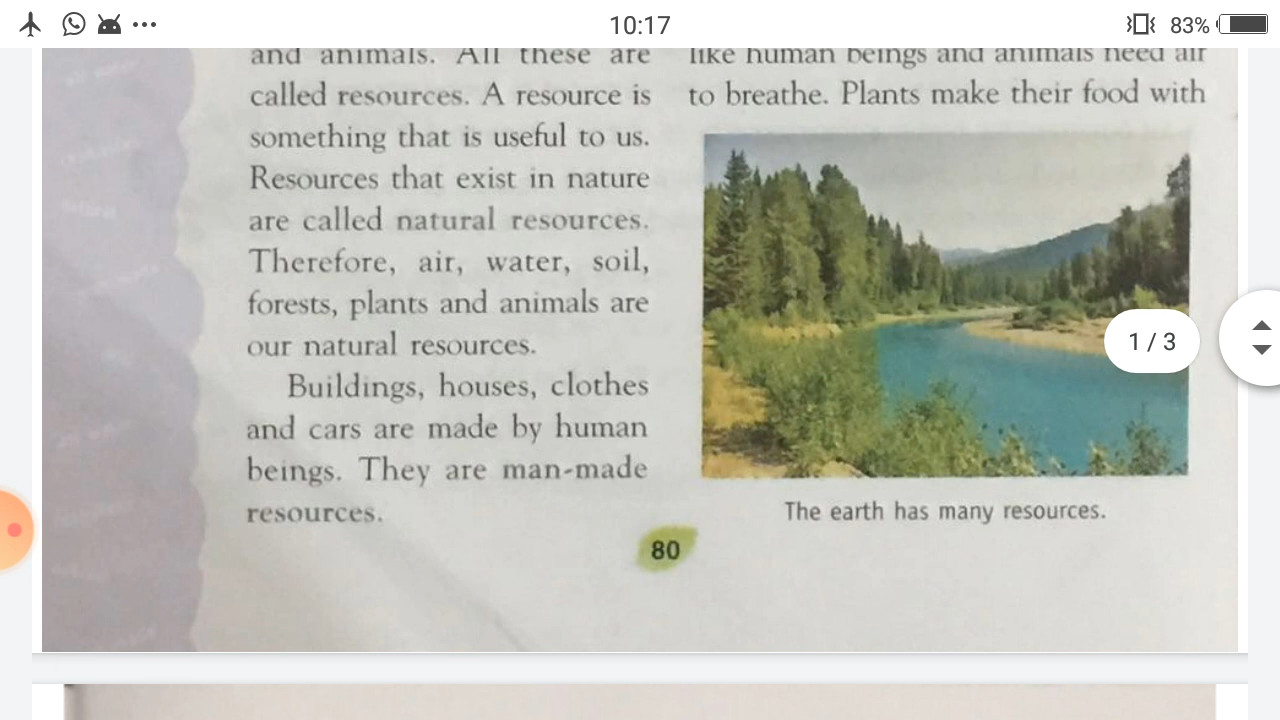 10:17
83%
and animals. All these are
called resources. A resource is
something that is useful to us.
Resources that exist in nature
are called natural resources.
Therefore, air, water, soil,
forests, plants and animals are
our natural resources.
Buildings, houses, clothes
and cars are made by human
beings. They are man-made
resources.
like human beings and animals need air
to breathe. Plants make their food with
The earth has many resources.
1 / 3
80